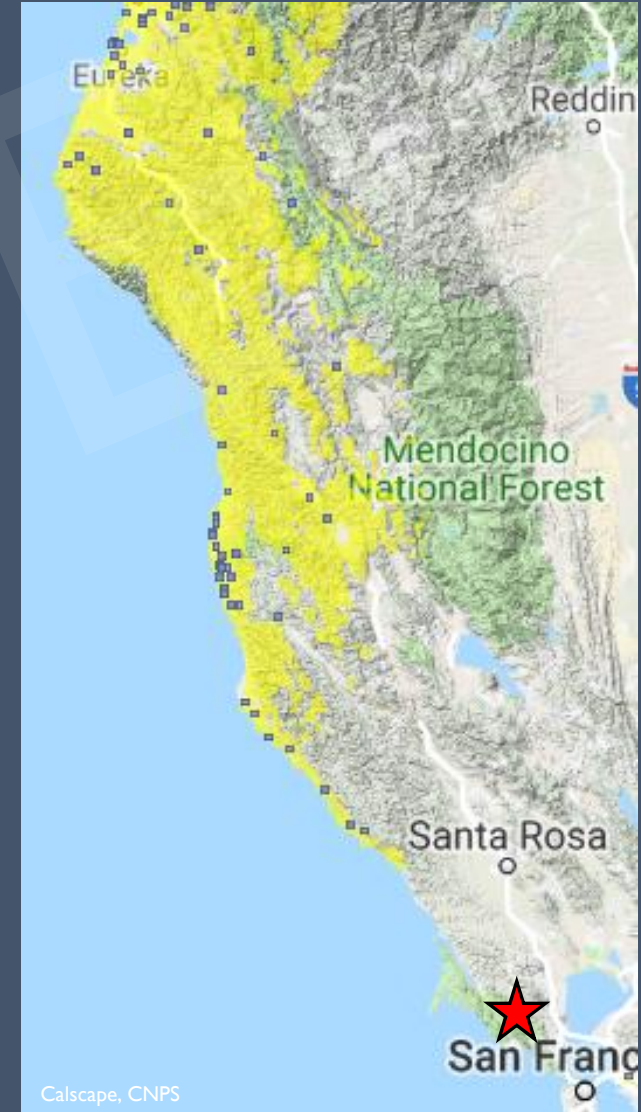 Eureka
Reddin
Mendocino
National Forest
Santa Rosa
San Franc
Calscape, CNPS